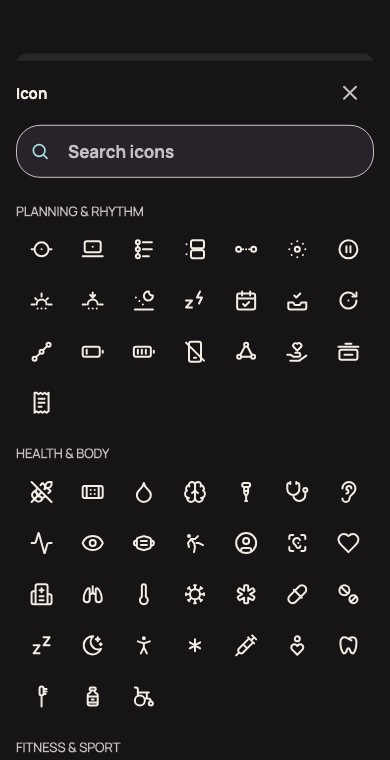 Icon
Search icons
PLANNING & RHYTHM
HEALTH & BODY
FITNESS & SPORT